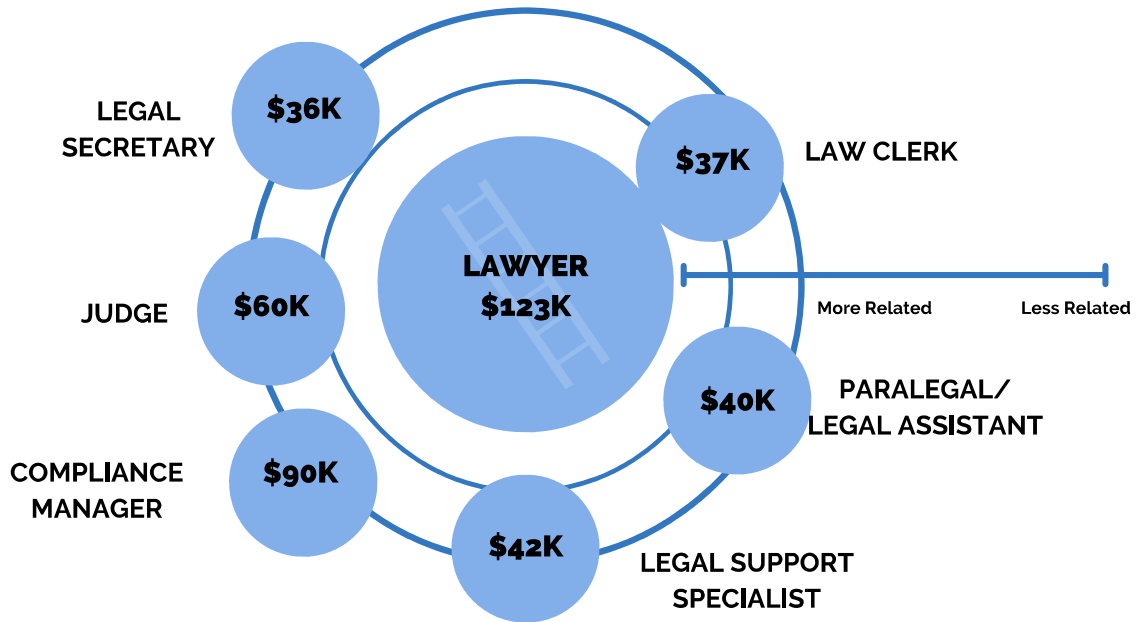 $36K
LEGAL
SECRETARY
$37K
LAW CLERK
LAWYER
$123K
JUDGE
$60K
More Related
Less Related
$40K
PARALEGAL/
LEGAL ASSISTANT
COMPLIANCE
MANAGER
$90K
$42K
LEGAL SUPPORT
SPECIALIST